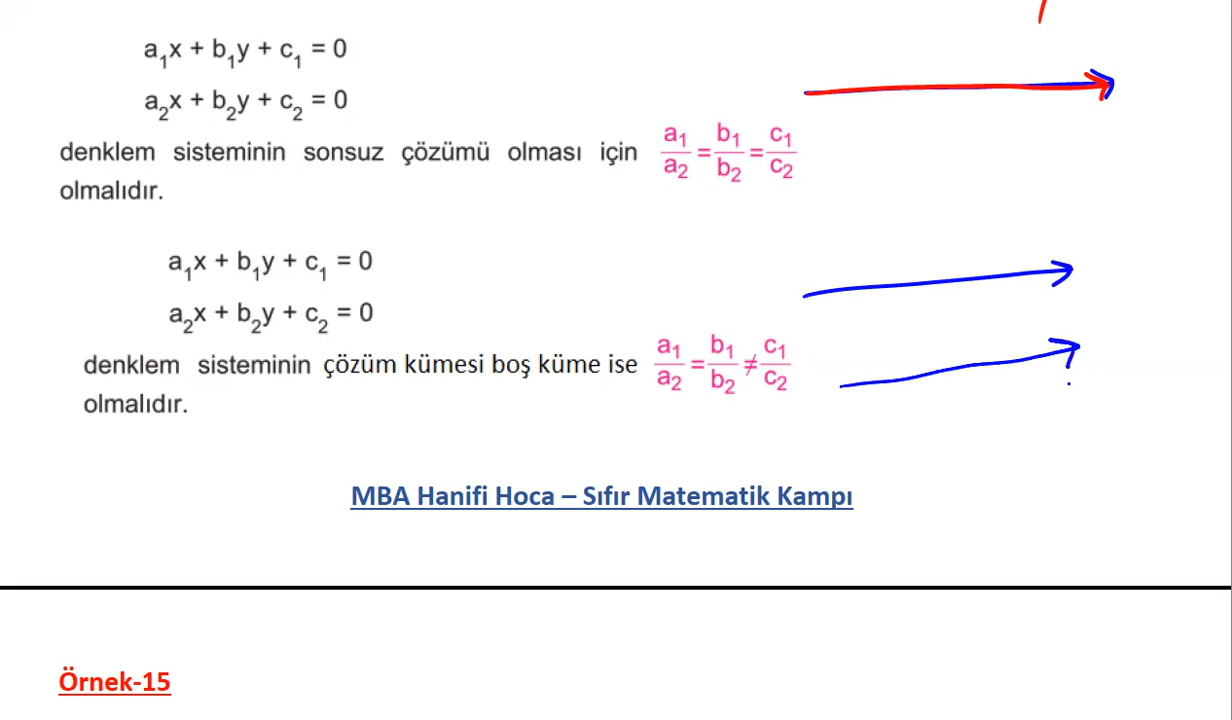 a₁x + b₁y + c₁ = 0
a₂x + b₂y + c₂ = 0
denklem sisteminin sonsuz çözümü olması için a₁/a₂ = b₁/b₂ = c₁/c₂
olmalıdır.
a₁x + b₁y + c₁ = 0
a₂x + b₂y + c₂ = 0
denklem sisteminin çözüm kümesi boş küme ise a₁/a₂ = b₁/b₂ ≠ c₁/c₂
olmalıdır.
MBA Hanifi Hoca – Sıfır Matematik Kampı
Örnek-15